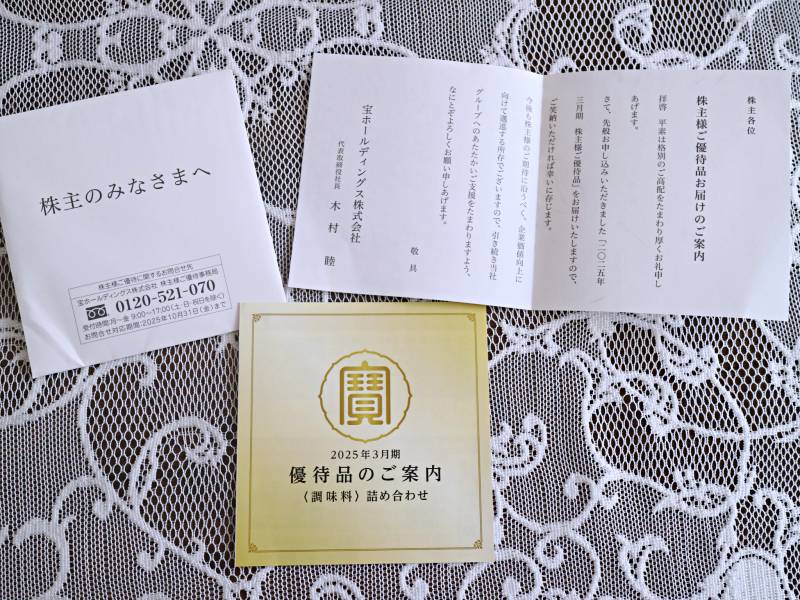 株主のみなさまへ
株主様ご優待に関するお問合せ先
宝ホールディングス株式会社 株主様ご優待事務局
0120-521-070
受付時間:月～金 9:00～17:00(土・日・祝日を除く)
お問合せ対応期間:2025年10月31日(金)まで
株主各位
株主様ご優待品お届けのご案内
拝啓 平素は格別のご高配をたまわり厚くお礼申し
あげます。
さて、先般お申し込みいただきました「二〇二五年
三月期 株主様ご優待品」をお届けいたしますので、
ご笑納いただければ幸いに存じます。
今後も株主様のご期待に沿うべく、企業価値向上に
向けて邁進する所存でございますので、引き続き当社
グループへのあたたかいご支援をたまわりますよう、
なにとぞよろしくお願い申しあげます。
敬具
宝ホールディングス株式会社
代表取締役社長 木村 睦
寶
2025年3月期
優待品のご案内
〈調味料〉詰め合わせ